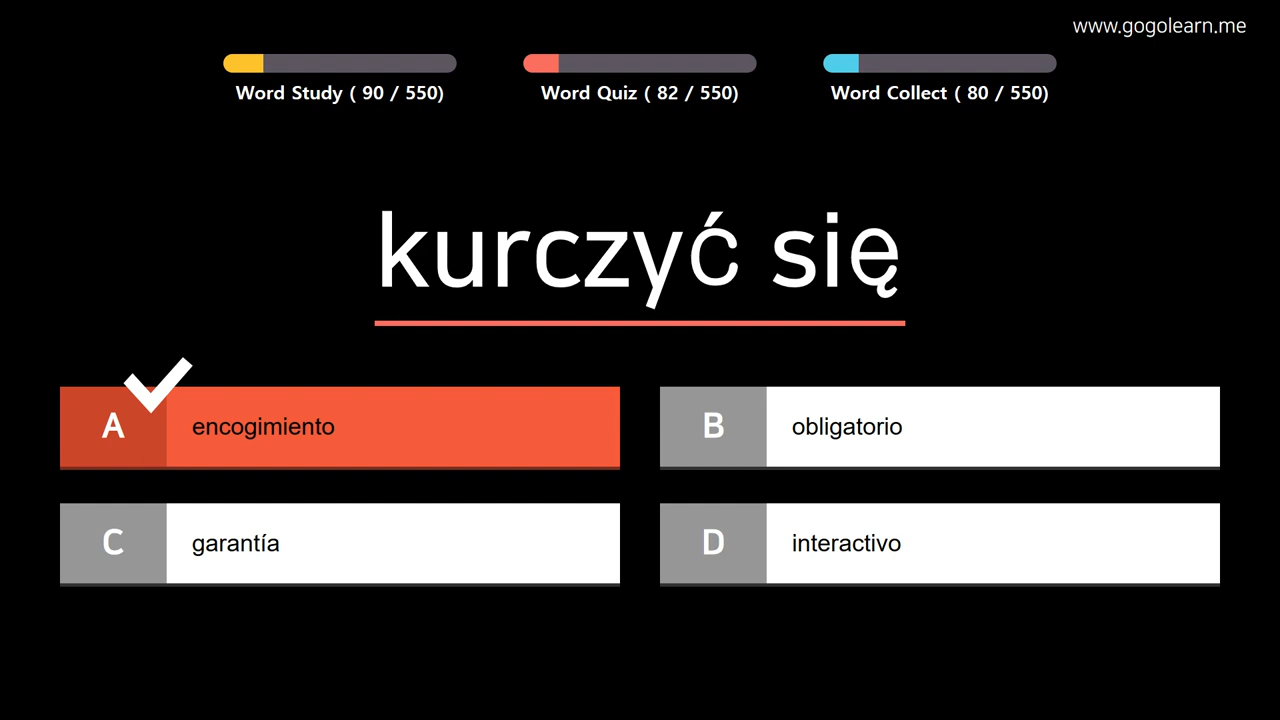 www.gogolearn.me
Word Study ( 90 / 550)
Word Quiz ( 82 / 550)
Word Collect ( 80 / 550)
kurczyć się
A encogimiento
B obligatorio
C garantía
D interactivo